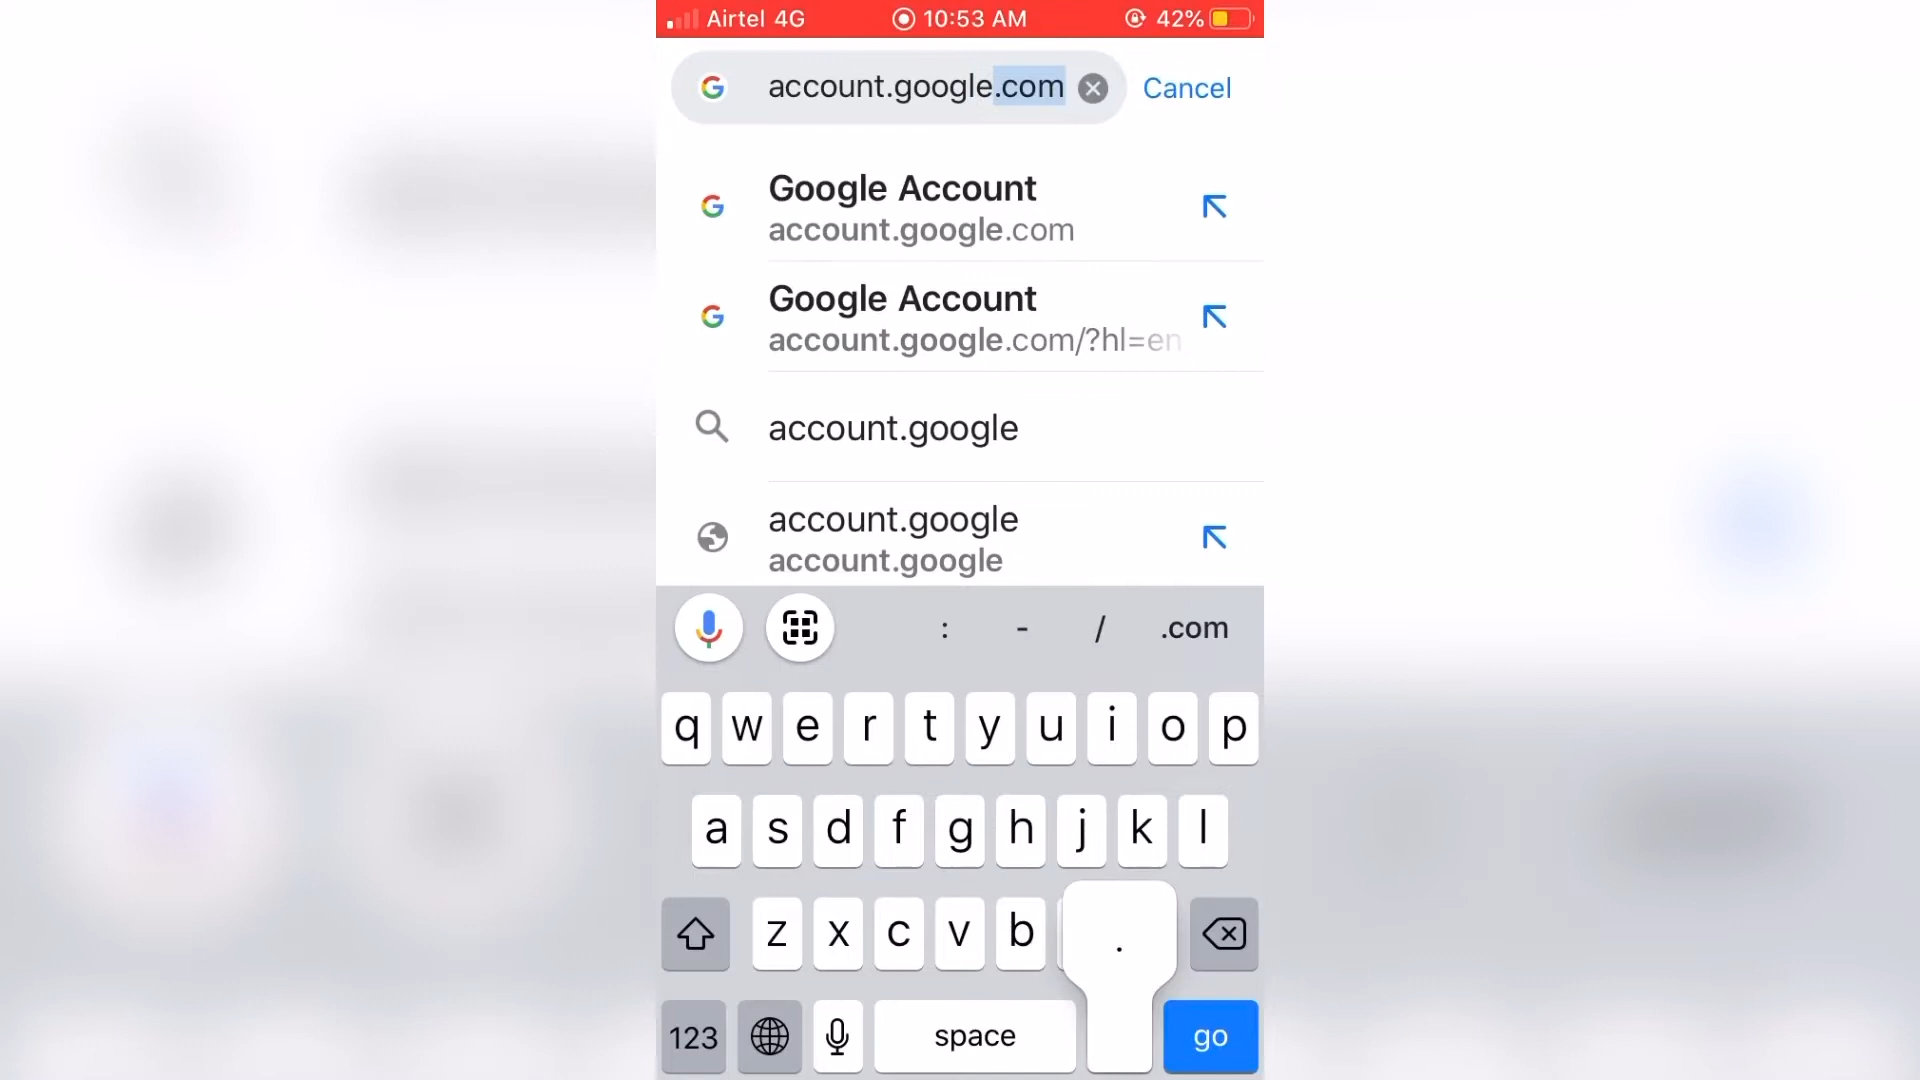 Airtel 4G 10:53 AM 42%
account.google.com Cancel
Google Account
account.google.com
Google Account
account.google.com/?hl=en
account.google
account.google
account.google
: - / .com
q w e r t y u i o p
a s d f g h j k l
z x c v b .
123 space go